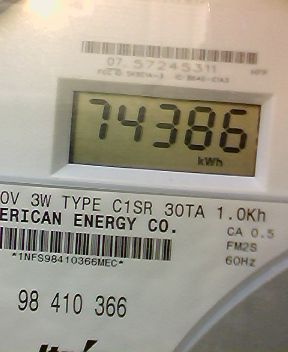 07 57245311
74386
kWh
0V 3W TYPE C1SR 30TA 1.0Kh
ERICAN ENERGY CO.
CA 0.5
FM2S
60Hz
*1NFS98410366MEC*
98 410 366